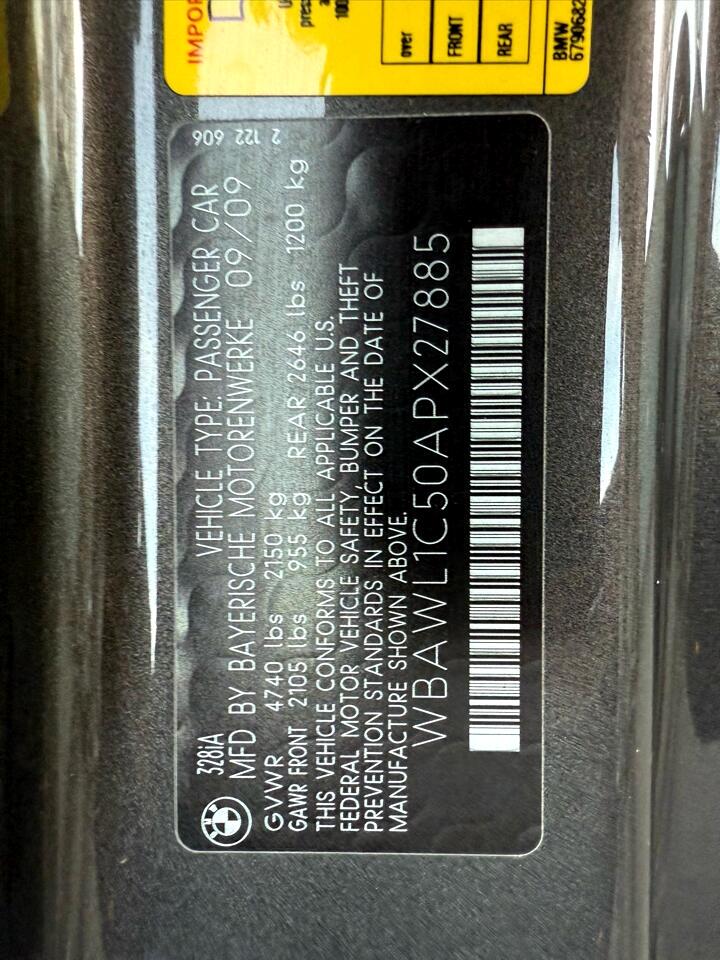 IMPOR
over
FRONT
REAR
BMW
6790682
328iA
VEHICLE TYPE: PASSENGER CAR
MFD BY BAYERISCHE MOTORENWERKE 09/09
GVWR 4740 lbs 2150 kg
GAWR FRONT 2105 lbs 955 kg REAR 2646 lbs 1200 kg
THIS VEHICLE CONFORMS TO ALL APPLICABLE U.S.
FEDERAL MOTOR VEHICLE SAFETY, BUMPER AND THEFT
PREVENTION STANDARDS IN EFFECT ON THE DATE OF
MANUFACTURE SHOWN ABOVE.
WBAWL1C50APX27885
2 122 606